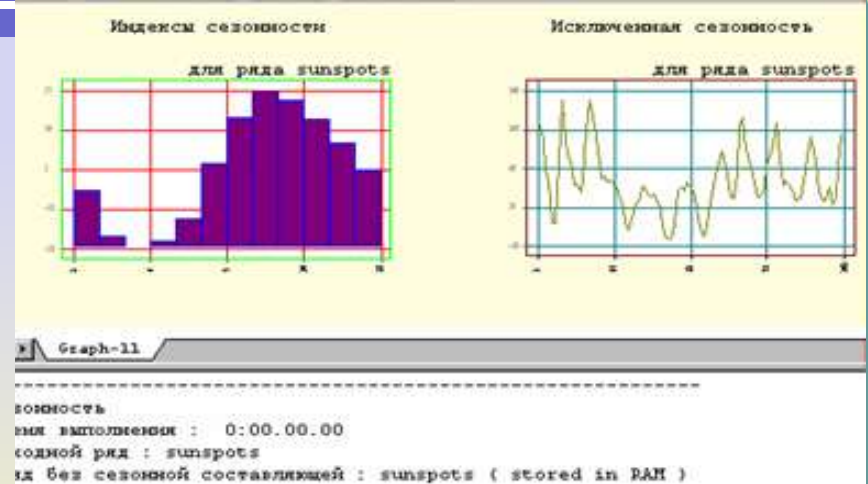 Индексы сезонности
для ряда sunspots
Исключенная сезонность
для ряда sunspots
Graph-11
зонность
емя выполнения : 0:00.00.00
ходной ряд : sunspots
яд без сезонной составляющей : sunspots ( stored in RAM )